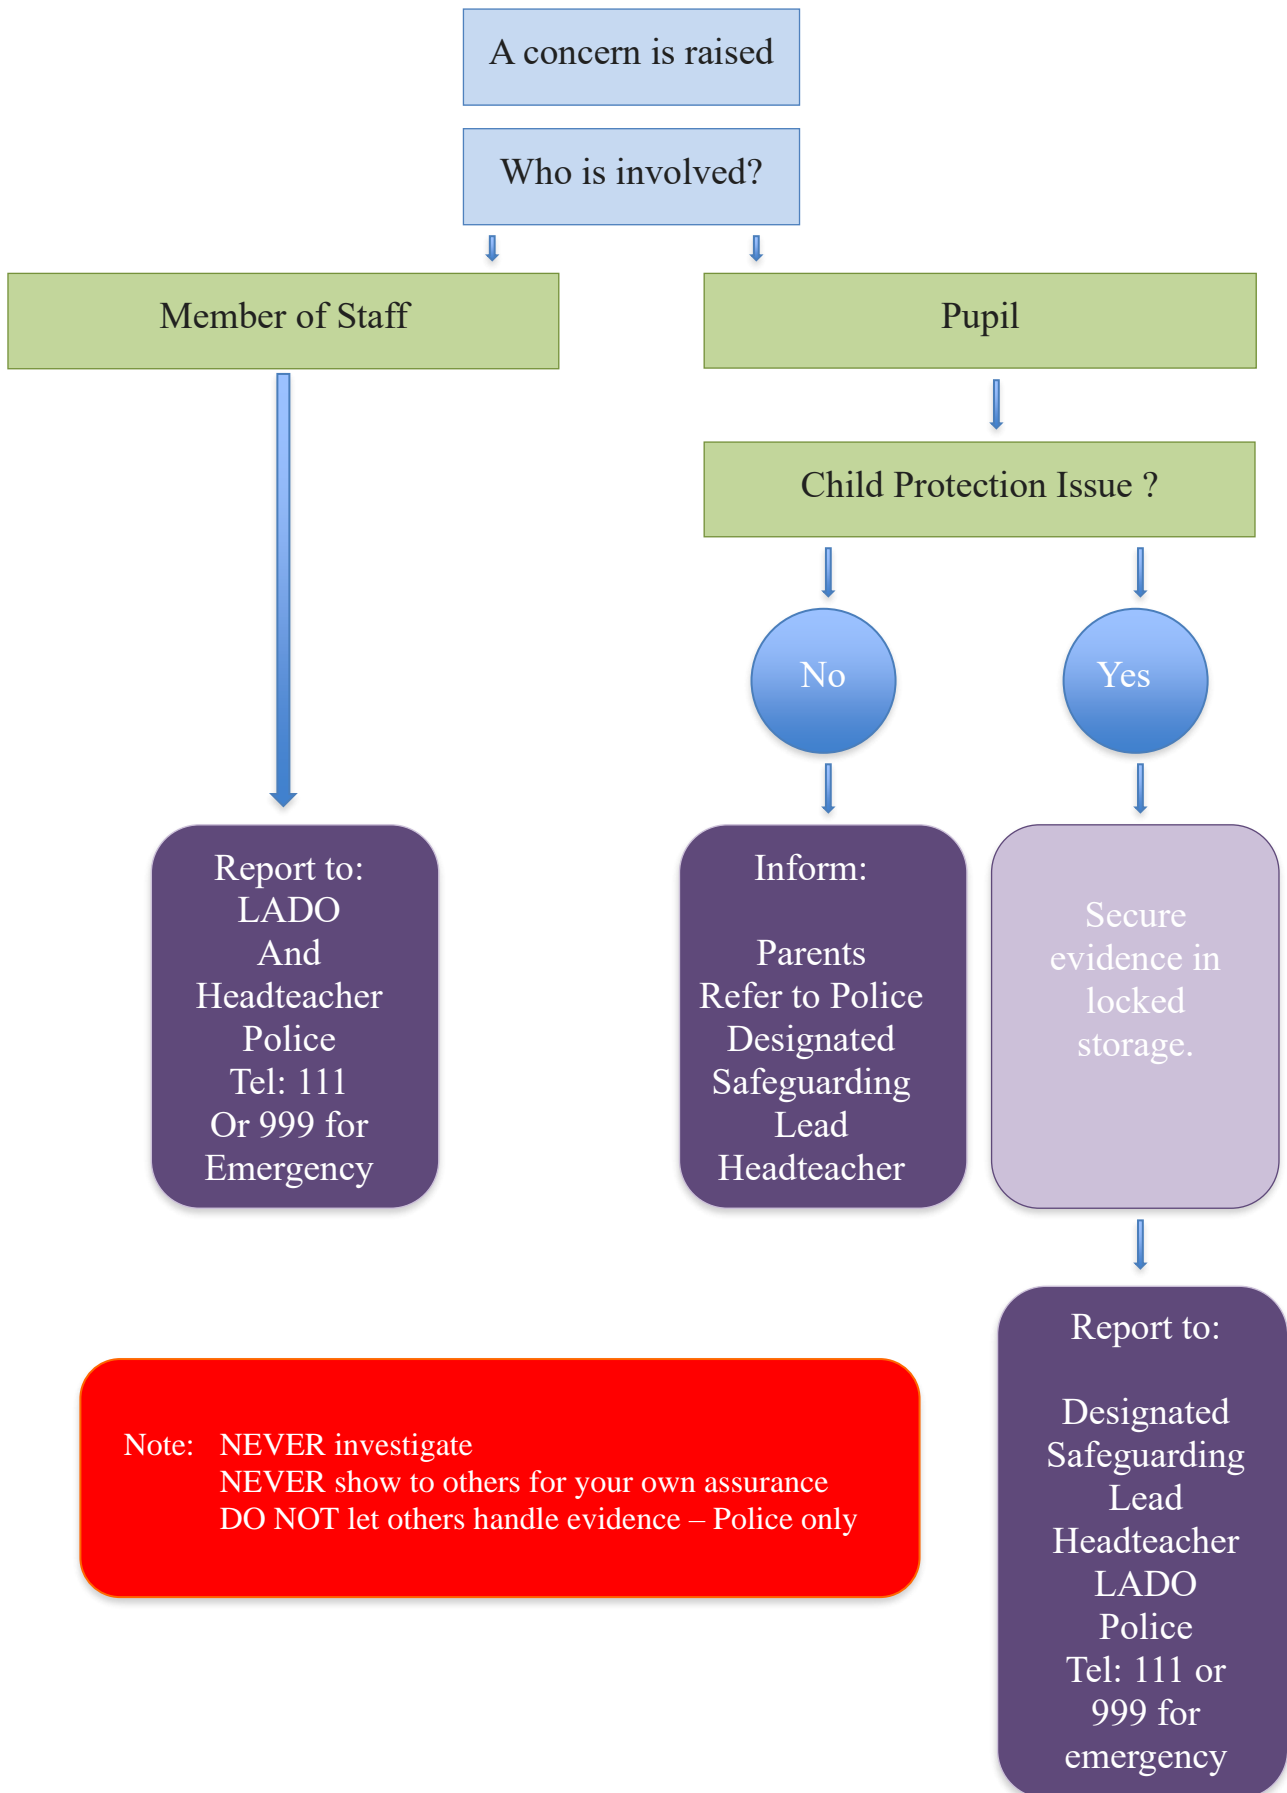 A concern is raised
Who is involved?
Member of Staff
Pupil
Child Protection Issue ?
No
Yes
Report to:
LADO
And
Headteacher
Police
Tel: 111
Or 999 for
Emergency
Inform:
Parents
Refer to Police
Designated
Safeguarding
Lead
Headteacher
Secure
evidence in
locked
storage.
Report to:
Designated
Safeguarding
Lead
Headteacher
LADO
Police
Tel: 111 or
999 for
emergency
Note: NEVER investigate
NEVER show to others for your own assurance
DO NOT let others handle evidence – Police only